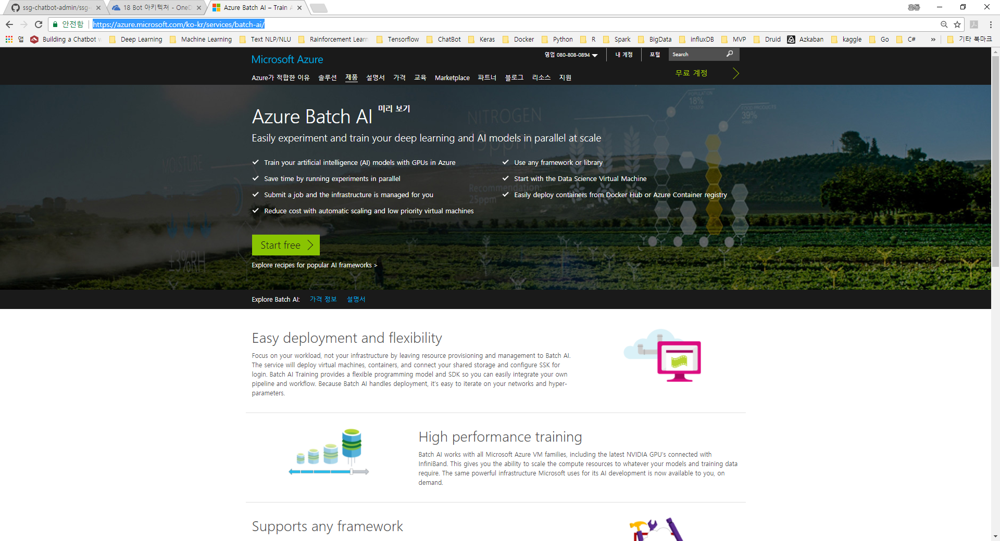 ssg-chatbot-admin/ssg-
18 Bot 아키텍처 - OneD
Azure Batch AI – Train A
안전함
https://azure.microsoft.com/ko-kr/services/batch-ai/
앱
Building a Chatbot w
Deep Learning
Machine Learning
Text NLP/NLU
Rainforcement Learn
Tensorflow
ChatBot
Keras
Docker
Python
R
Spark
BigData
influxDB
MVP
Druid
Azkaban
kaggle
Go
C#
»
기타 북마크
Microsoft Azure
영업 080-808-0894
내 계정
포털
Search
Azure가 적합한 이유
솔루션
제품
설명서
가격
교육
Marketplace
파트너
블로그
리소스
지원
무료 계정
Azure Batch AI 미리 보기
Easily experiment and train your deep learning and AI models in parallel at scale
Train your artificial intelligence (AI) models with GPUs in Azure
Save time by running experiments in parallel
Submit a job and the infrastructure is managed for you
Reduce cost with automatic scaling and low priority virtual machines
Use any framework or library
Start with the Data Science Virtual Machine
Easily deploy containers from Docker Hub or Azure Container registry
NITROGEN
19ppm
MOISTURE
Recommendation:
25ppm
±3%RH
POPULATION
18%
FOOD PRODUCTS
39%
Start free
Explore recipes for popular AI frameworks >
Explore Batch AI:
가격 정보
설명서
Easy deployment and flexibility
Focus on your workload, not your infrastructure by leaving resource provisioning and management to Batch AI.
The service will deploy virtual machines, containers, and connect your shared storage and configure SSK for
login. Batch AI Training provides a flexible programming model and SDK so you can easily integrate your own
pipeline and workflow. Because Batch AI handles deployment, it's easy to iterate on your networks and hyper-
parameters.
High performance training
Batch AI works with all Microsoft Azure VM families, including the latest NVIDIA GPU's connected with
InfiniBand. This gives you the ability to scale the compute resources to whatever your models and training data
require. The same powerful infrastructure Microsoft uses for its AI development is now available to you, on
demand.
Supports any framework